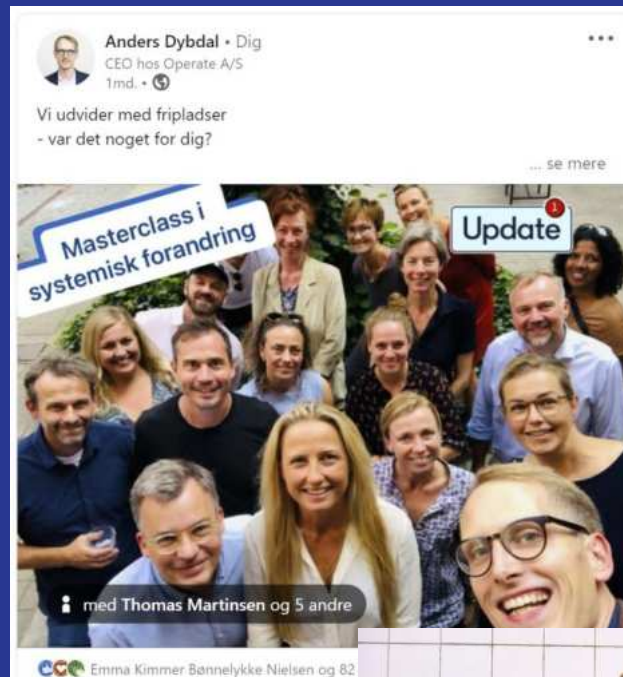 Anders Dybdal • Dig
CEO hos Operate A/S
1md. •
Vi udvider med fripladser
- var det noget for dig?
... se mere
Masterclass i
systemisk forandring
1
Update
med Thomas Martinsen og 5 andre
Emma Kimmer Bønnelykke Nielsen og 82